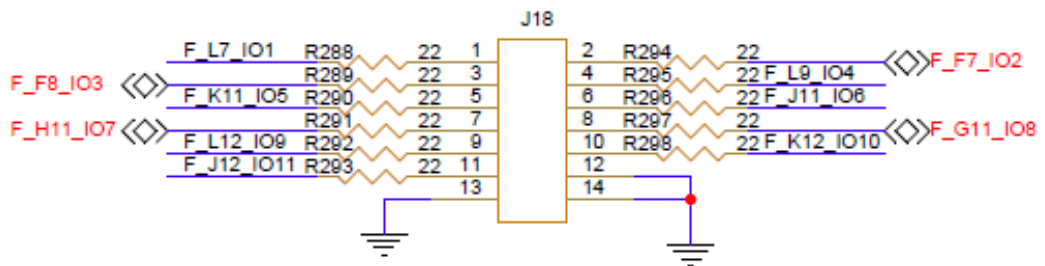 J18
F_L7_IO1 R288 22 1 2 R294 22 F_F7_IO2
F_F8_IO3 R289 22 3 4 R295 22 F_L9_IO4
F_K11_IO5 R290 22 5 6 R296 22 F_J11_IO6
F_H11_IO7 R291 22 7 8 R297 22 F_G11_IO8
F_L12_IO9 R292 22 9 10 R298 22 F_K12_IO10
F_J12_IO11 R293 22 11 12
13 14